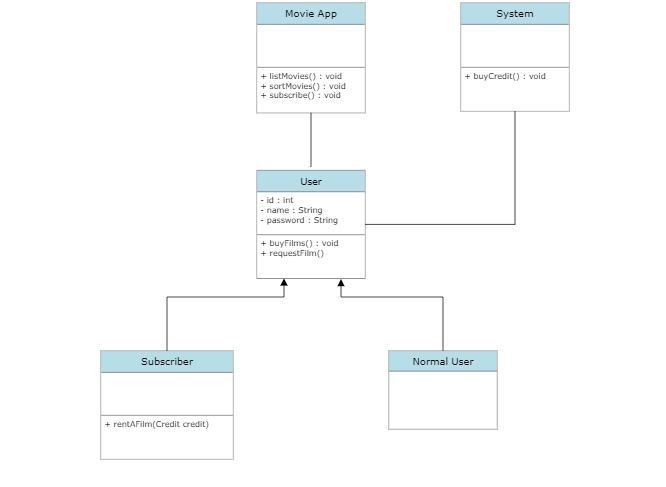 Movie App
+ listMovies() : void
+ sortMovies() : void
+ subscribe() : void
System
+ buyCredit() : void
User
- id : int
- name : String
- password : String
+ buyFilms() : void
+ requestFilm()
Subscriber
+ rentAFilm(Credit credit)
Normal User